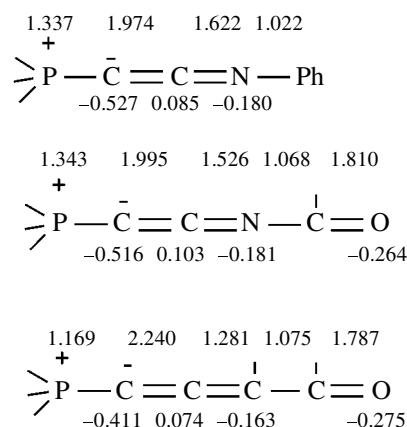 1.337 1.974 1.622 1.022
+ -
P — C = C = N — Ph
−0.527 0.085 −0.180
1.343 1.995 1.526 1.068 1.810
+ -
P — C = C = N — C = O
−0.516 0.103 −0.181 −0.264
1.169 2.240 1.281 1.075 1.787
+ -
P — C = C = C — C = O
−0.411 0.074 −0.163 −0.275